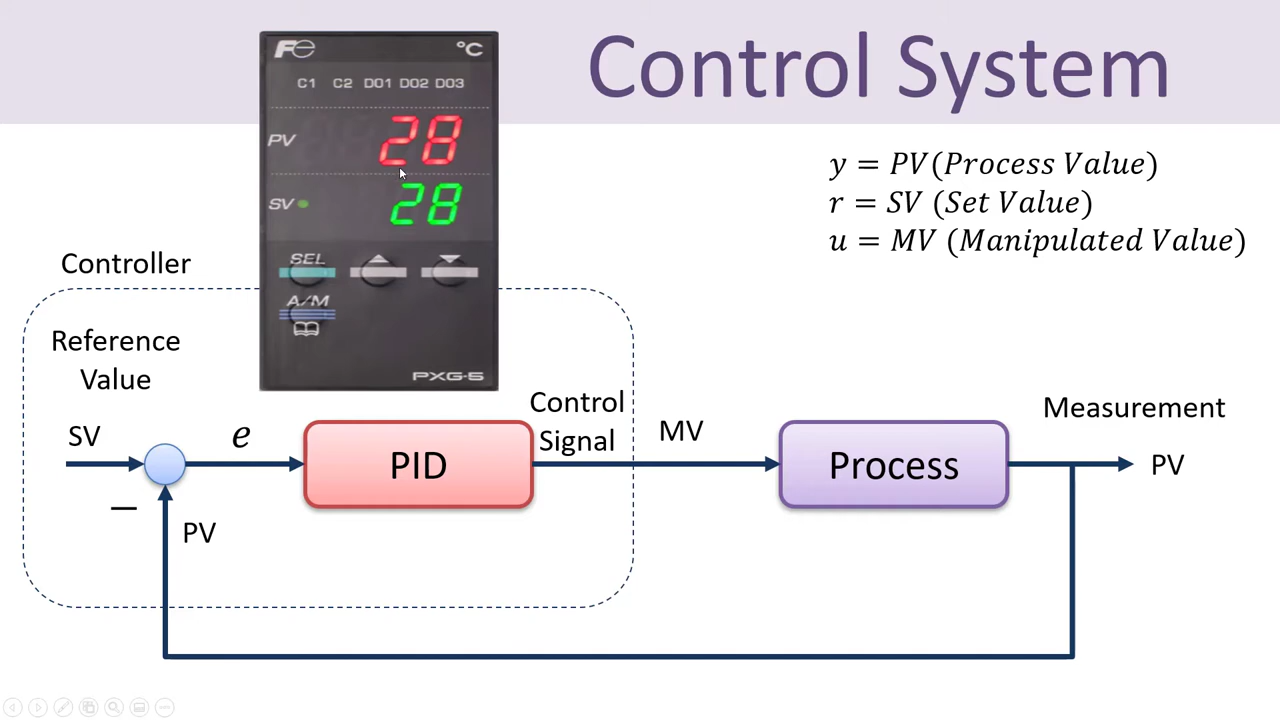 Control System
Fe °C
C1 C2 DO1 DO2 DO3
PV 28
SV 28
SEL
A/M
PXG-5
y = PV(Process Value)
r = SV (Set Value)
u = MV (Manipulated Value)
Controller
Reference
Value
SV
e
PID
Control
Signal
MV
Process
Measurement
PV
−
PV